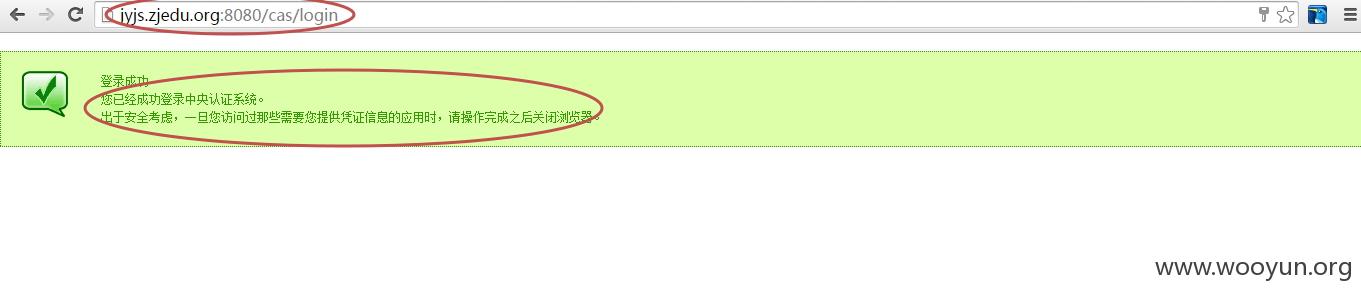 jyjs.zjedu.org:8080/cas/login
登录成功
您已经成功登录中央认证系统。
出于安全考虑，一旦您访问过那些需要您提供凭证信息的应用时，请操作完成之后关闭浏览器。
www.wooyun.org